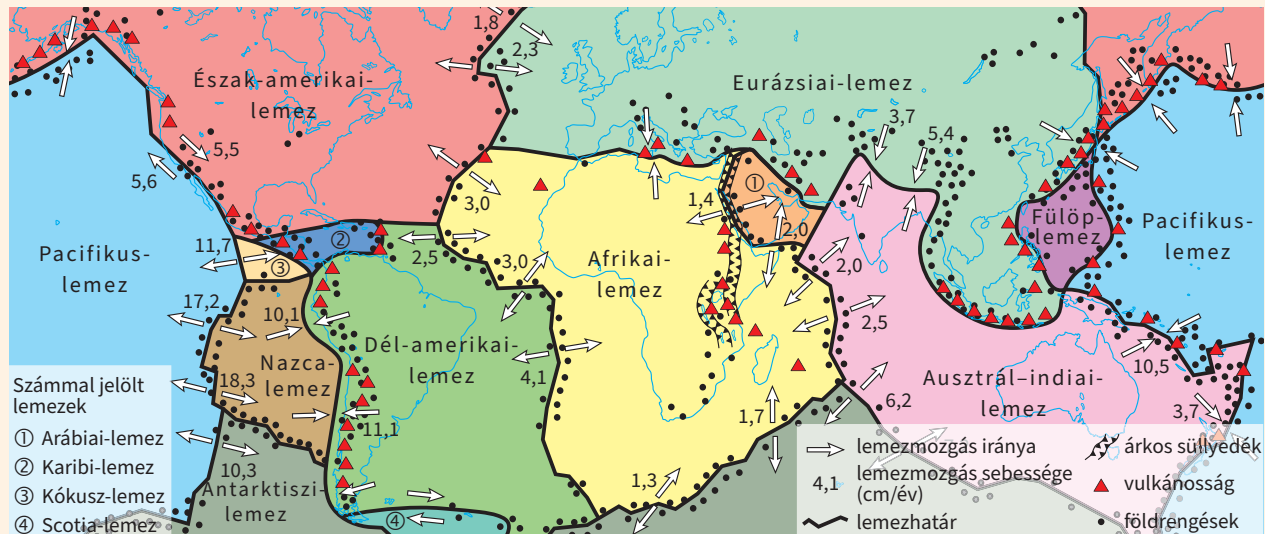 1,8
2,3
Észak-amerikai-
lemez
Eurázsiai-lemez
3,7
5,4
5,5
5,6
3,0
1,4
①
2,0
Fülöp-
lemez
Pacifikus-
lemez
Pacifikus-
lemez
11,7
②
③
2,5
3,0
Afrikai-
lemez
2,0
2,5
17,2
10,1
Nazca-
lemez
Dél-amerikai-
lemez
4,1
18,3
11,1
10,3
Antarktiszi-
lemez
④
1,3
1,7
6,2
Ausztrál–indiai-
lemez
10,5
3,7
Számmal jelölt
lemezek
① Arábiai-lemez
② Karibi-lemez
③ Kókusz-lemez
④ Scotia-lemez
lemezmozgás iránya
4,1 lemezmozgás sebessége
(cm/év)
lemezhatár
árkos süllyedék
vulkánosság
földrengések